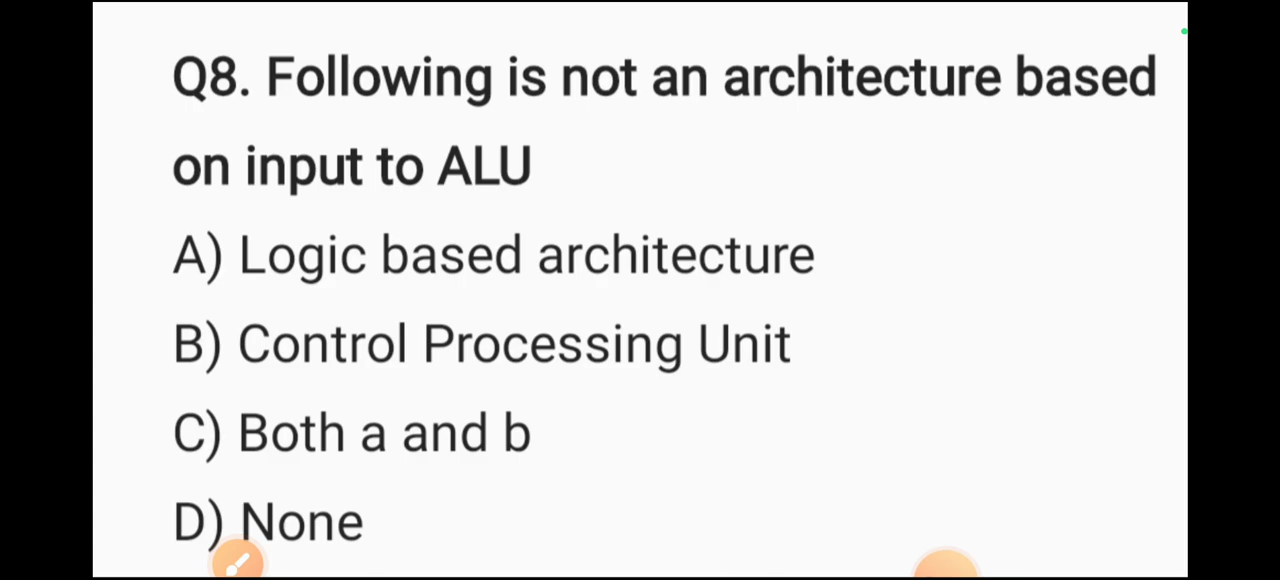 Q8. Following is not an architecture based
on input to ALU
A) Logic based architecture
B) Control Processing Unit
C) Both a and b
D) None